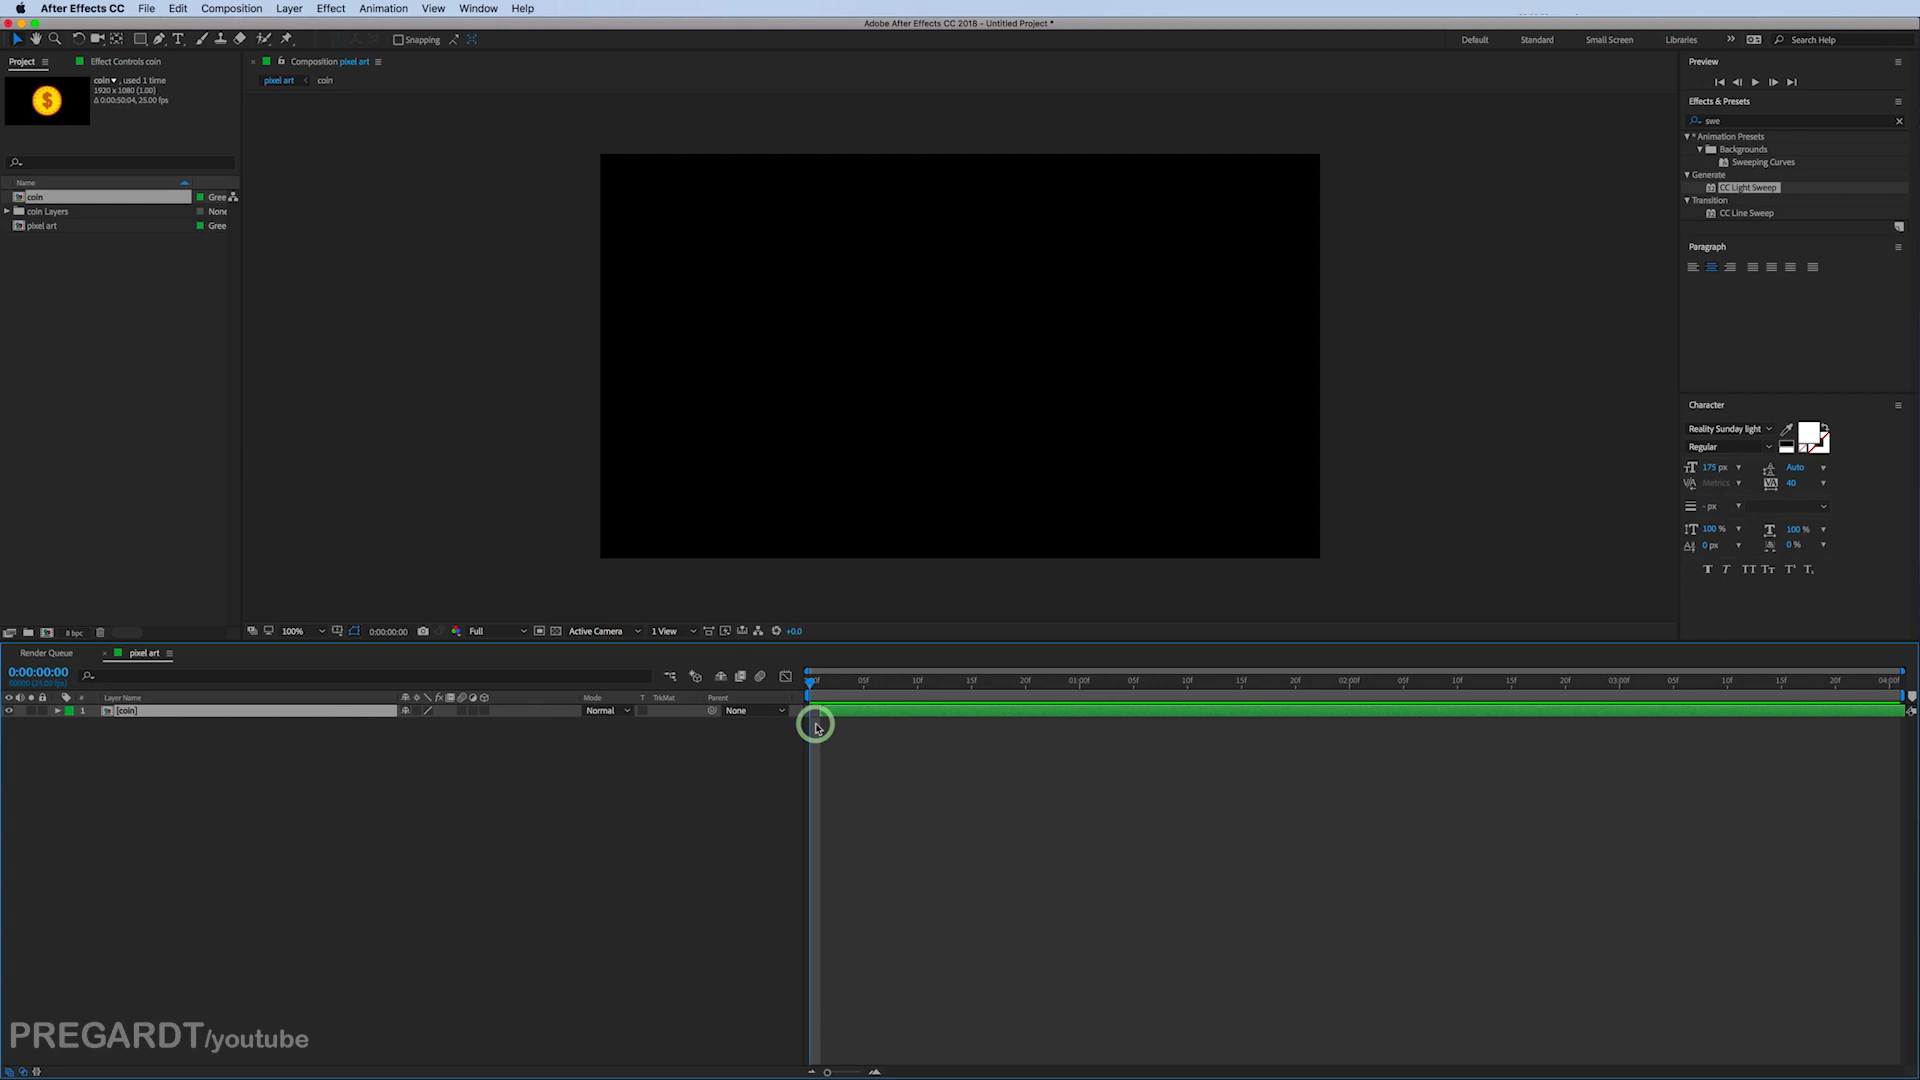 After Effects CC File Edit Composition Layer Effect Animation View Window Help
Adobe After Effects CC 2018 - Untitled Project *
Snapping
Default Standard Small Screen Libraries Search Help
Project Effect Controls coin
coin, used 1 time
1920 x 1080 (1.00)
Δ 0:00:50:04, 25.00 fps
Name
coin Gree
coin Layers None
pixel art Gree
8 bpc
Composition pixel art
pixel art coin
$
100% 0:00:00:00 Full Active Camera 1 View +0.0
Preview
Effects & Presets
swe
* Animation Presets
Backgrounds
Sweeping Curves
Generate
CC Light Sweep
Transition
CC Line Sweep
Paragraph
Character
Reality Sunday light
Regular
175 px Auto
Metrics 40
- px
100 % 100 %
0 px 0 %
Render Queue pixel art
0:00:00:00
00000 (25.00 fps)
# Layer Name Mode T TrkMat Parent
1 [coin] Normal None
05f 10f 15f 20f 01:00f 05f 10f 15f 20f 02:00f 05f 10f 15f 20f 03:00f 05f 10f 15f 20f 04:00f
PREGARDT/youtube